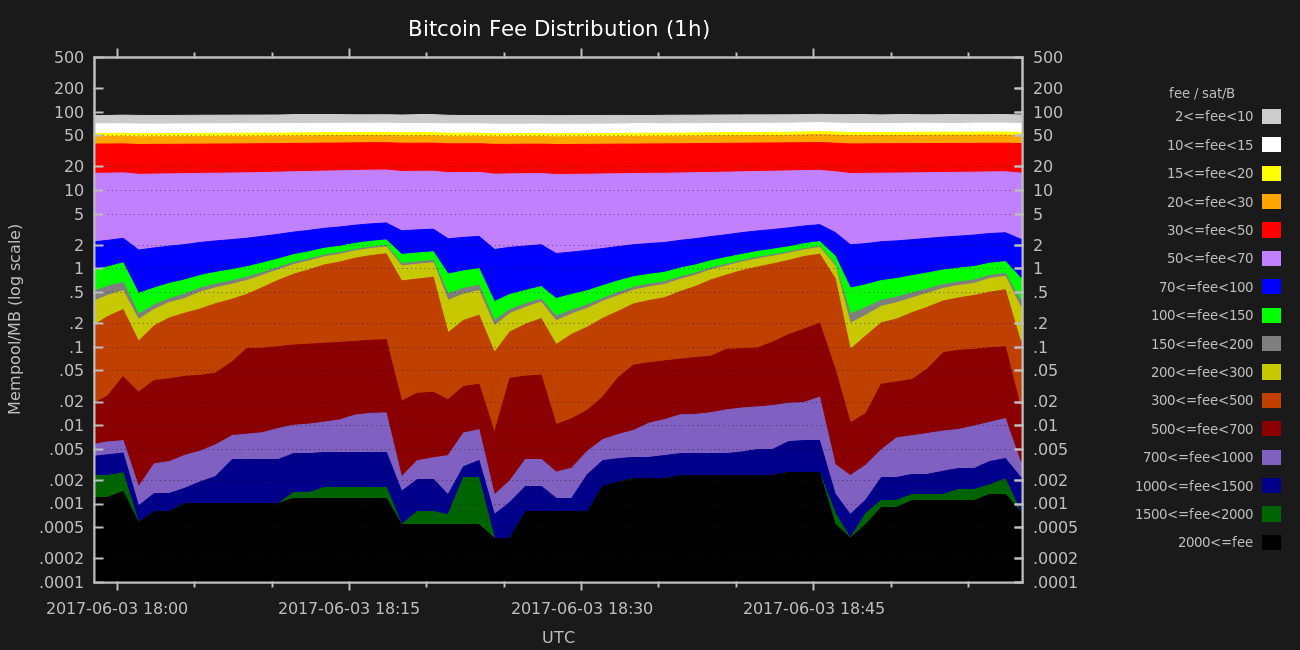 Bitcoin Fee Distribution (1h)
Mempool/MB (log scale)
500
200
100
50
20
10
5
2
1
.5
.2
.1
.05
.02
.01
.005
.002
.001
.0005
.0002
.0001
500
200
100
50
20
10
5
2
1
.5
.2
.1
.05
.02
.01
.005
.002
.001
.0005
.0002
.0001
2017-06-03 18:00
2017-06-03 18:15
2017-06-03 18:30
2017-06-03 18:45
UTC
fee / sat/B
2<=fee<10
10<=fee<15
15<=fee<20
20<=fee<30
30<=fee<50
50<=fee<70
70<=fee<100
100<=fee<150
150<=fee<200
200<=fee<300
300<=fee<500
500<=fee<700
700<=fee<1000
1000<=fee<1500
1500<=fee<2000
2000<=fee